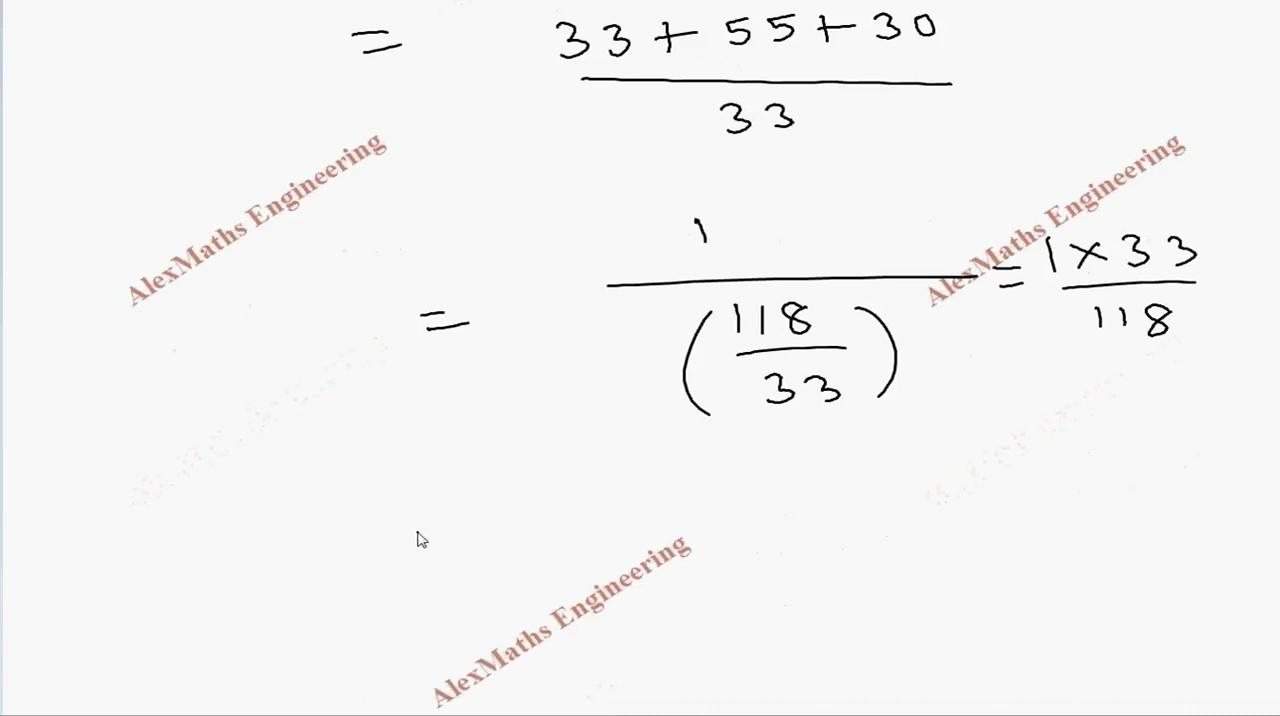 = 33 + 55 + 30
33
AlexMaths Engineering
AlexMaths Engineering
1
= ( 118 / 33 ) = 1 × 33 / 118
AlexMaths Engineering